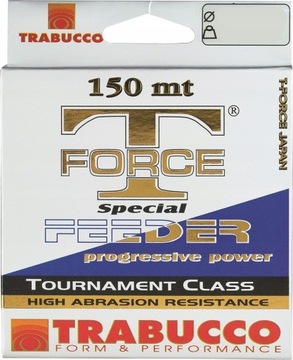 TRABUCCO
Ø
150 mt
T
®
FORCE
Special
FEEDER
progressive power
TOURNAMENT CLASS
HIGH ABRASION RESISTANCE
TRABUCCO
FORM & PERFORMANCE
T-FORCE JAPAN